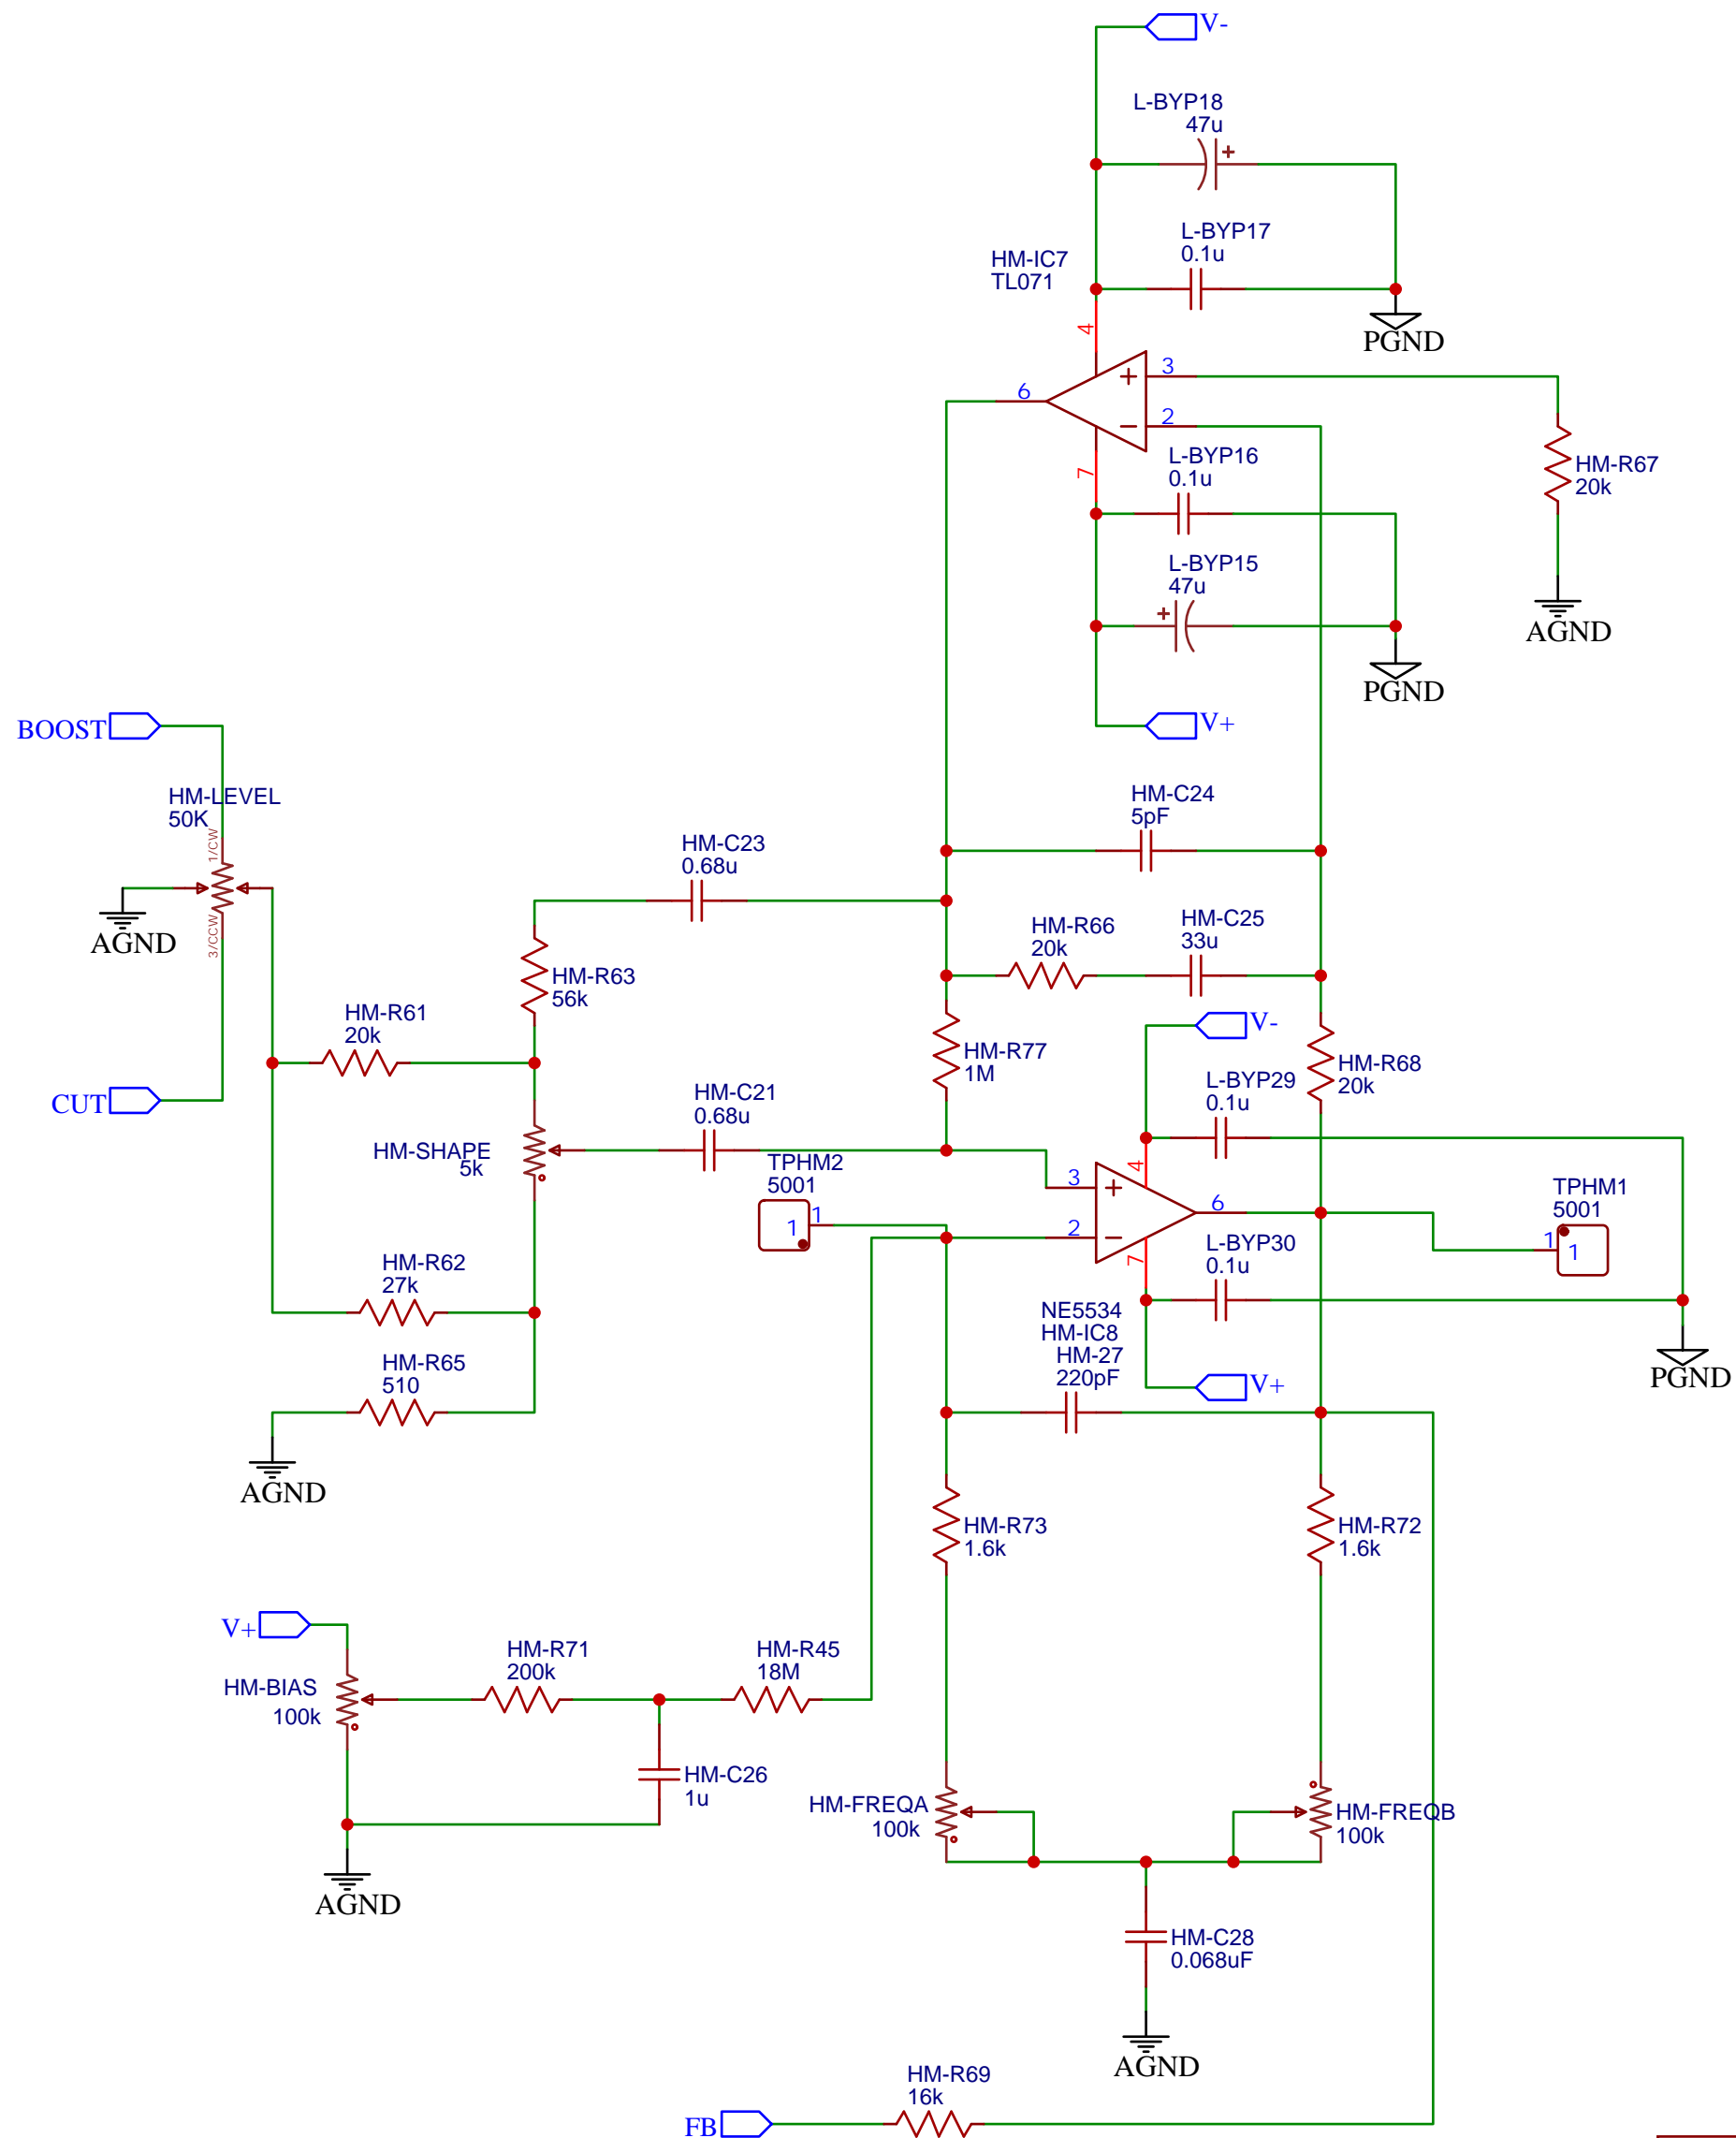 V-
L-BYP18
47u
L-BYP17
0.1u
HM-IC7
TL071
4
PGND
3
6
2
L-BYP16
0.1u
HM-R67
20k
7
L-BYP15
47u
AGND
PGND
V+
BOOST
HM-LEVEL
50K
1/CW
3/CCW
AGND
HM-C24
5pF
HM-C23
0.68u
HM-R66
20k
HM-C25
33u
HM-R63
56k
HM-R61
20k
V-
HM-R77
1M
HM-R68
20k
L-BYP29
0.1u
CUT
HM-C21
0.68u
HM-SHAPE
5k
TPHM2
5001
1
1
3
4
2
6
7
TPHM1
5001
1
1
L-BYP30
0.1u
HM-R62
27k
NE5534
HM-IC8
HM-27
220pF
V+
PGND
HM-R65
510
AGND
HM-R73
1.6k
HM-R72
1.6k
V+
HM-R71
200k
HM-R45
18M
HM-BIAS
100k
HM-C26
1u
HM-FREQA
100k
HM-FREQB
100k
AGND
HM-C28
0.068uF
AGND
HM-R69
16k
FB